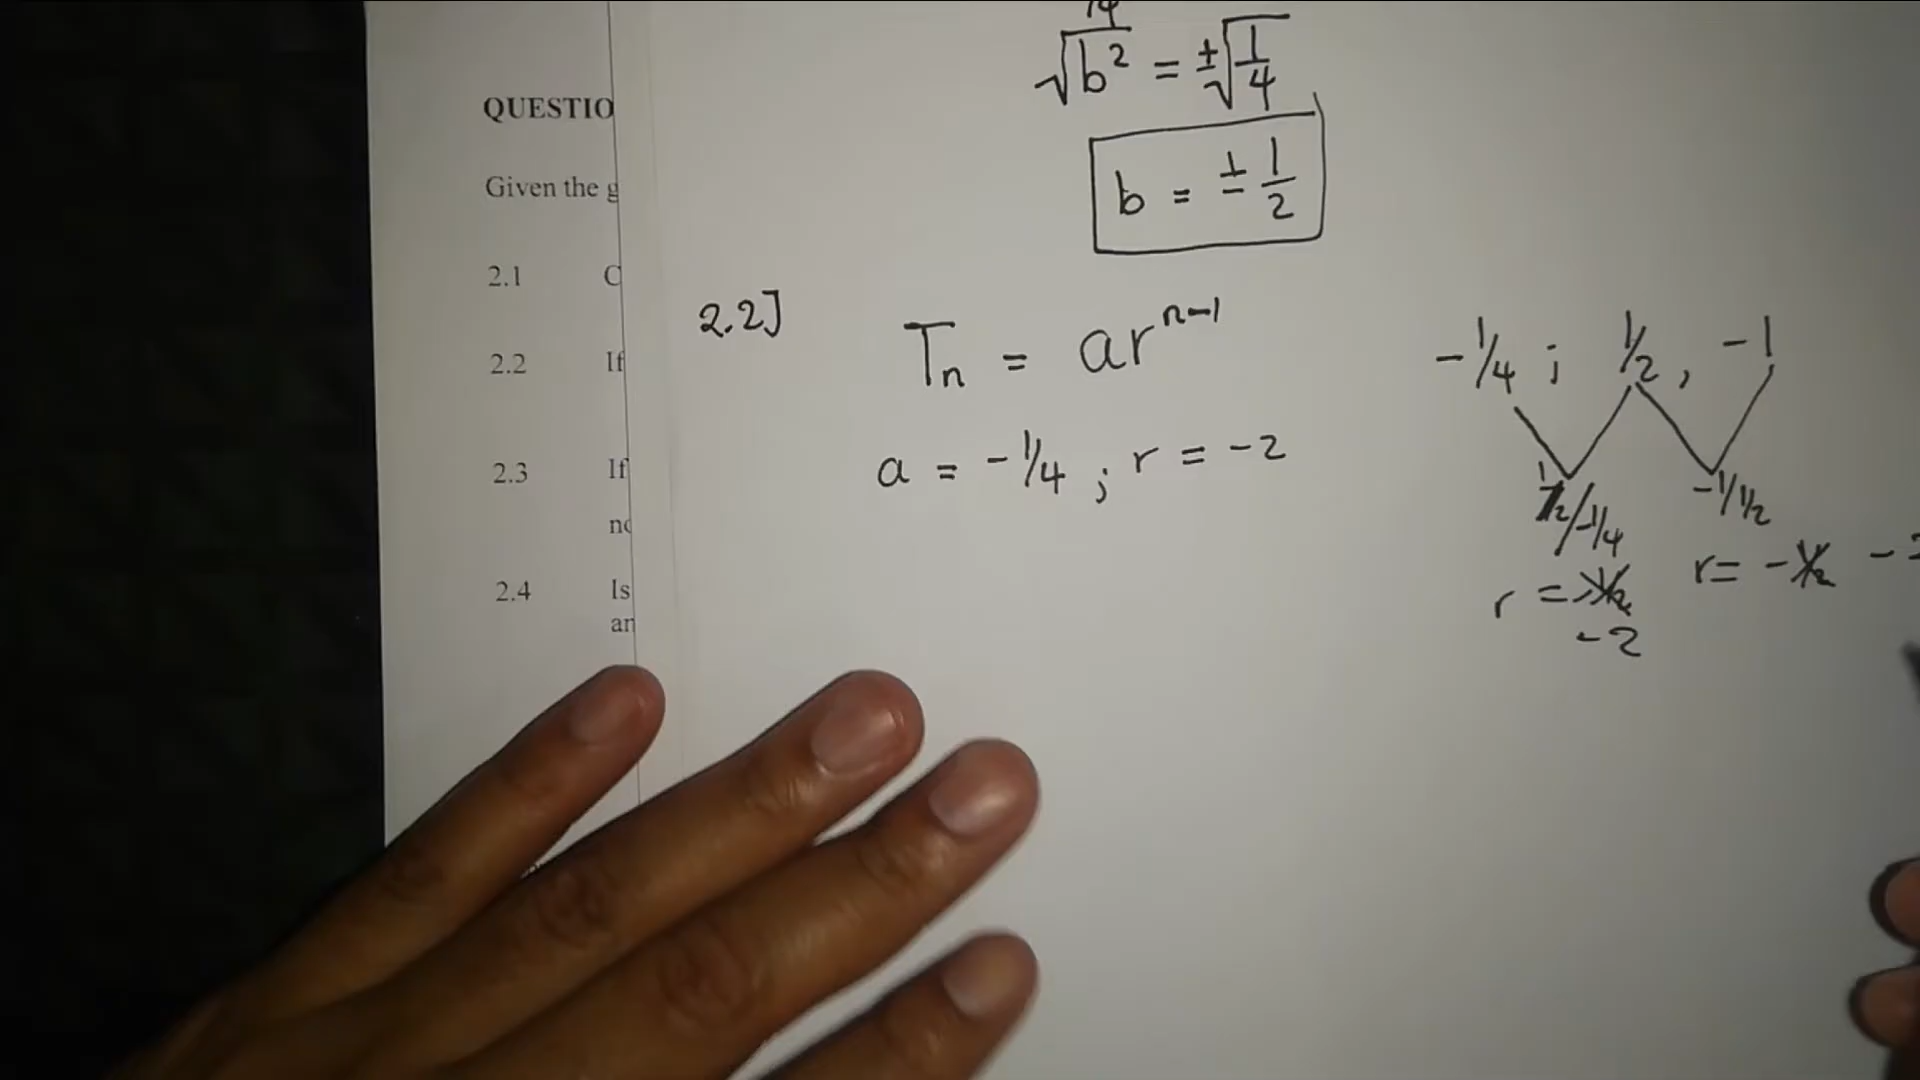 QUESTIO
Given the g
2.1 C
2.2 If
2.3 If
2.4 Is
an
√b² = ±√1/4
b = ± 1/2
2.2]
Tn = ar^n-1
a = -1/4 ; r = -2
-1/4 ; 1/2 , -1
1/2/-1/4
-1/1/2
r =
-2
r = -1/2